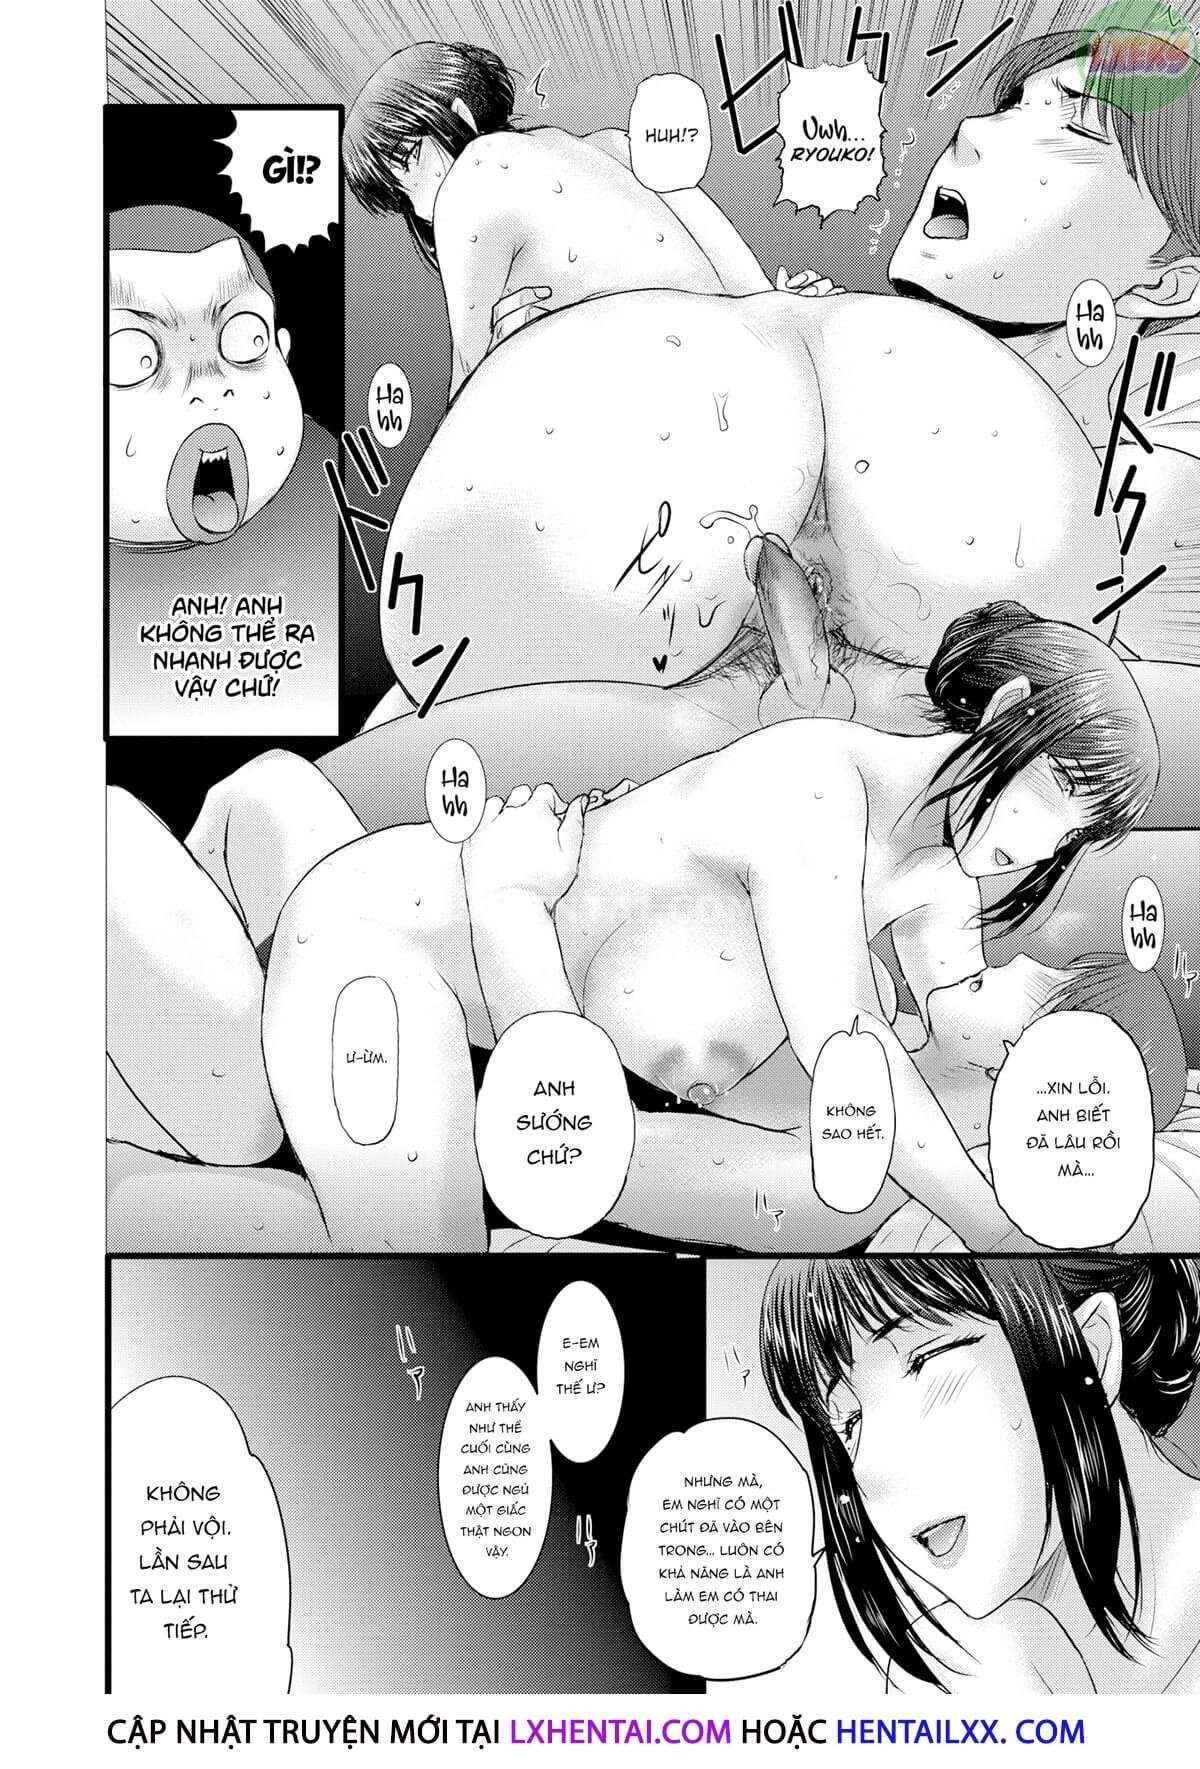 LXERS
HUH!?
Uwh...
RYOUKO!
GÌ!?
Ha
hh
Ha
hh
ANH! ANH
KHÔNG THỂ RA
NHANH ĐƯỢC
VẬY CHỨ!
Ha
hh
Ha
hh
...XIN LỖI.
ANH BIẾT
ĐÃ LÂU RỒI
MÀ...
KHÔNG
SAO HẾT.
ANH
SƯỚNG
CHỨ?
Ư-ỪM.
NHƯNG MÀ,
EM NGHĨ CÓ MỘT
CHÚT ĐÃ VÀO BÊN
TRONG... LUÔN CÓ
KHẢ NĂNG LÀ ANH
LÀM EM CÓ THAI
ĐƯỢC MÀ.
E-EM
NGHĨ
THẾ Ư?
ANH THẤY
NHƯ THỂ
CUỐI CÙNG
ANH CŨNG
ĐƯỢC NGỦ
MỘT GIẤC
THẬT NGON
VẬY.
KHÔNG
PHẢI VỘI.
LẦN SAU
TA LẠI THỬ
TIẾP.
CẬP NHẬT TRUYỆN MỚI TẠI LXHENTAI.COM HOẶC HENTAILXX. COM